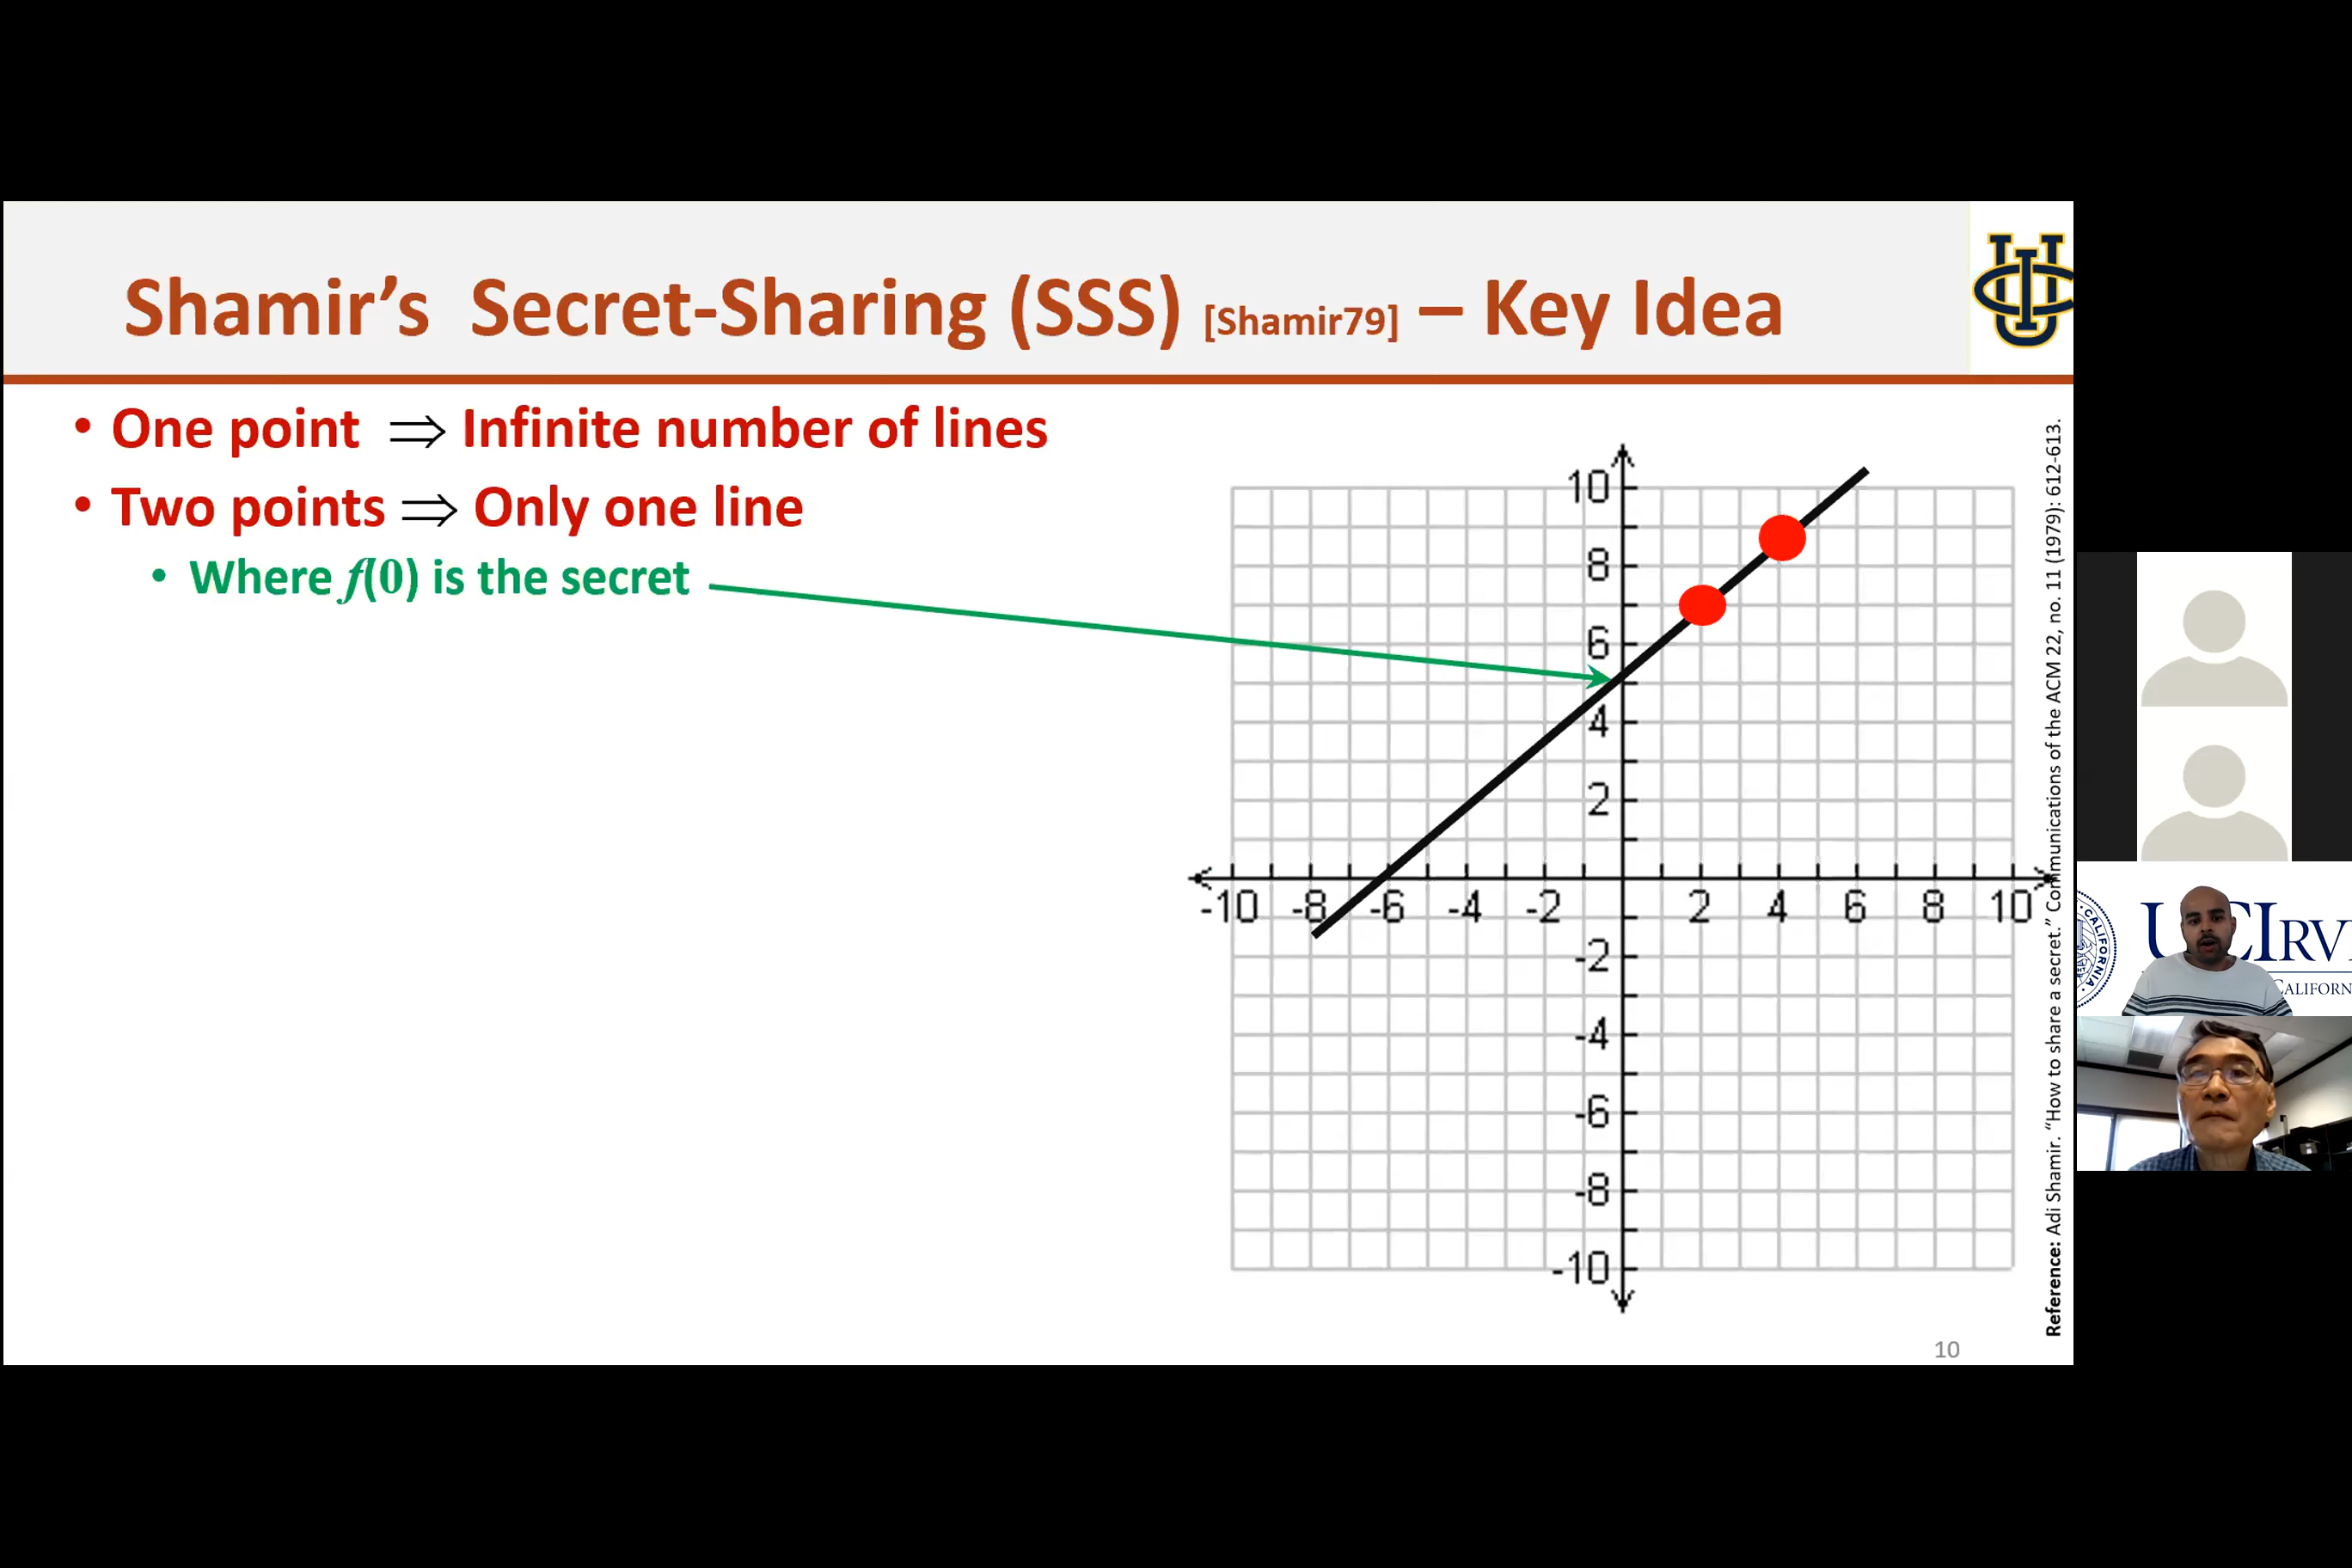 Shamir’s Secret-Sharing (SSS) [Shamir79] – Key Idea
• One point ⇒ Infinite number of lines
• Two points ⇒ Only one line
• Where f(0) is the secret
10
8
6
4
2
-10 -8 -6 -4 -2 2 4 6 8 10
-2
-4
-6
-8
-10
Reference: Adi Shamir. “How to share a secret.” Communications of the ACM 22, no. 11 (1979): 612-613.
10
UCI
CALIFORNIA
UCIRV
CALIFORN